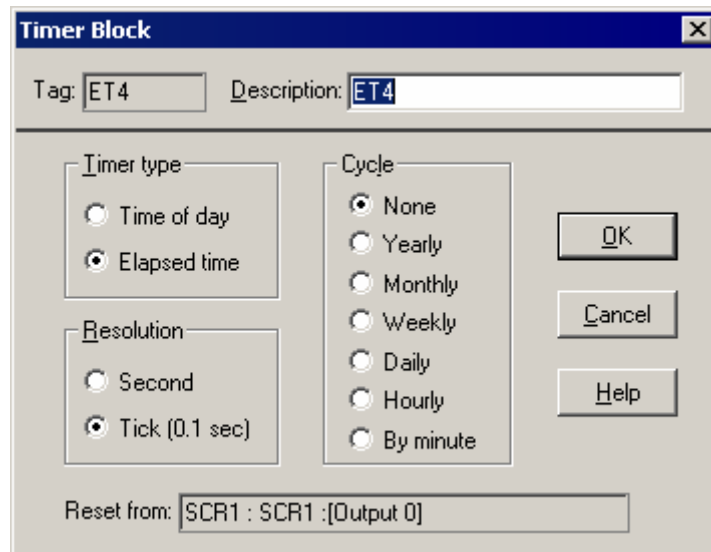 Timer Block
Tag: ET4 Description: ET4
Timer type
Time of day
Elapsed time
Resolution
Second
Tick (0.1 sec)
Cycle
None
Yearly
Monthly
Weekly
Daily
Hourly
By minute
OK
Cancel
Help
Reset from: SCR1 : SCR1 :[Output 0]